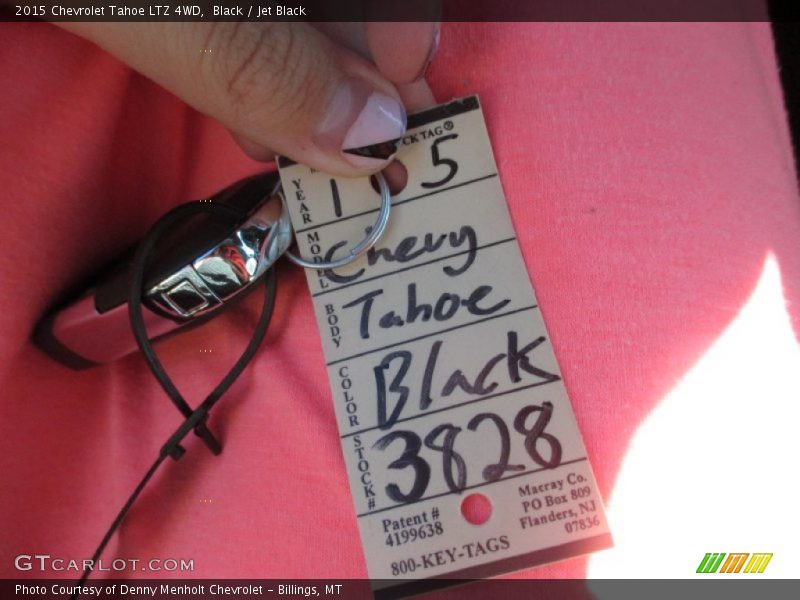 2015 Chevrolet Tahoe LTZ 4WD, Black / Jet Black
CK TAG®
YEAR 15
MODEL Chevy
BODY Tahoe
COLOR Black
STOCK# 3828
Patent #
4199638
Macray Co.
PO Box 809
Flanders, NJ
07836
800-KEY-TAGS
GTCARLOT.COM
Photo Courtesy of Denny Menholt Chevrolet - Billings, MT